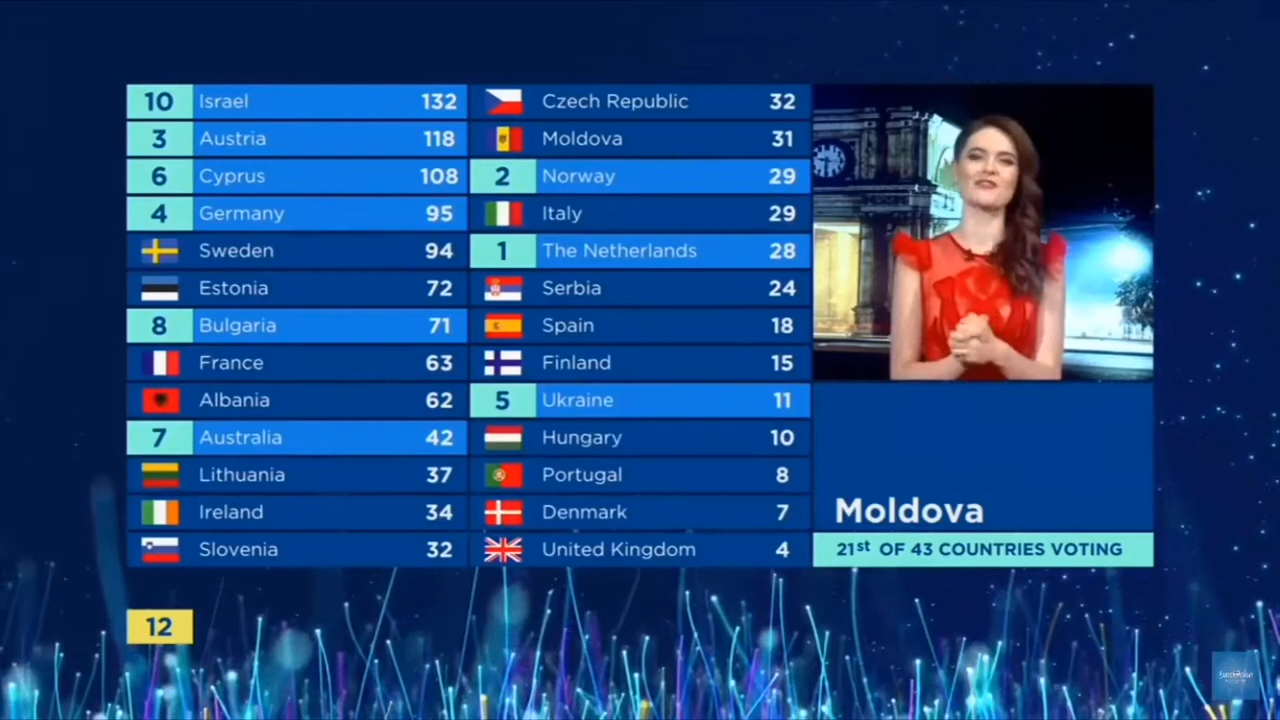 10 Israel 132
3 Austria 118
6 Cyprus 108
4 Germany 95
Sweden 94
Estonia 72
8 Bulgaria 71
France 63
Albania 62
7 Australia 42
Lithuania 37
Ireland 34
Slovenia 32
Czech Republic 32
Moldova 31
2 Norway 29
Italy 29
1 The Netherlands 28
Serbia 24
Spain 18
Finland 15
5 Ukraine 11
Hungary 10
Portugal 8
Denmark 7
United Kingdom 4
Moldova
21st OF 43 COUNTRIES VOTING
12